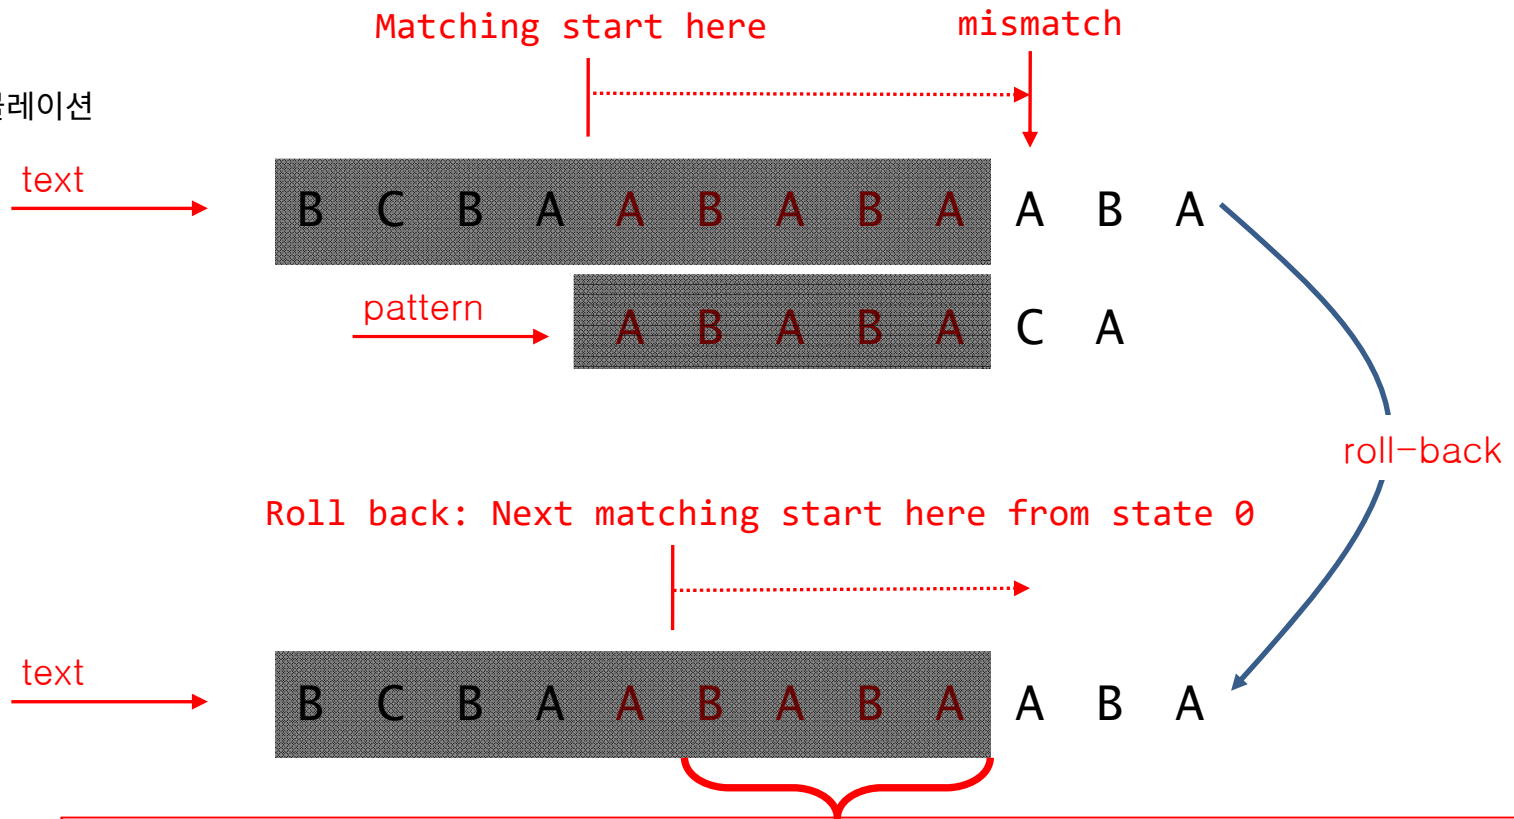 Matching start here
mismatch
레이션
text
B C B A A B A B A A B A
pattern
A B A B A C A
roll-back
Roll back: Next matching start here from state 0
text
B C B A A B A B A A B A